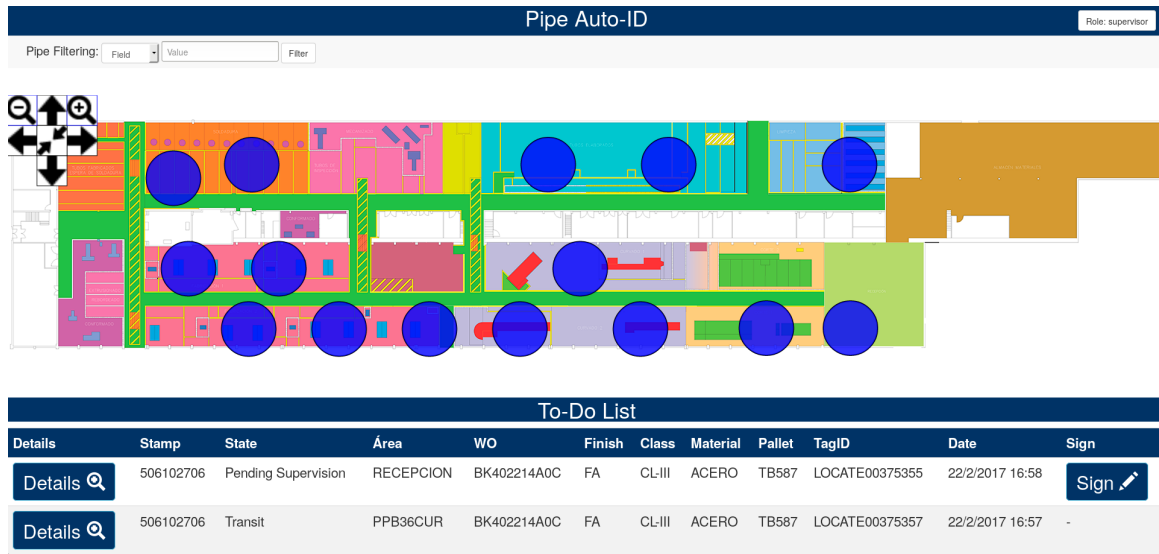 Pipe Auto-ID
Role: supervisor
Pipe Filtering: Field Value Filter
To-Do List
Details Stamp State Área WO Finish Class Material Pallet TagID Date Sign
Details 506102706 Pending Supervision RECEPCION BK402214A0C FA CL-III ACERO TB587 LOCATE00375355 22/2/2017 16:58 Sign
Details 506102706 Transit PPB36CUR BK402214A0C FA CL-III ACERO TB587 LOCATE00375357 22/2/2017 16:57 -